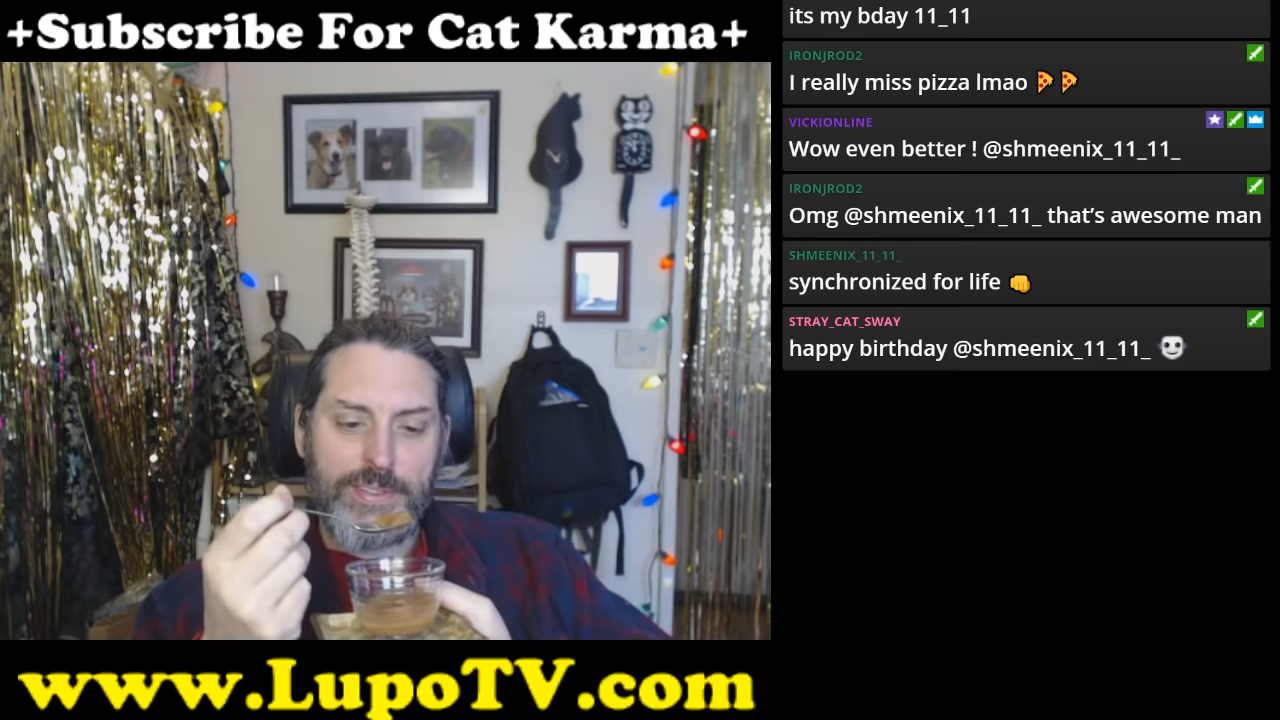 +Subscribe For Cat Karma+
its my bday 11_11
IRONJROD2
I really miss pizza lmao 🍕🍕
VICKIONLINE
Wow even better ! @shmeenix_11_11_
IRONJROD2
Omg @shmeenix_11_11_ that’s awesome man
SHMEENIX_11_11_
synchronized for life 👊
STRAY_CAT_SWAY
happy birthday @shmeenix_11_11_
www.LupoTV.com